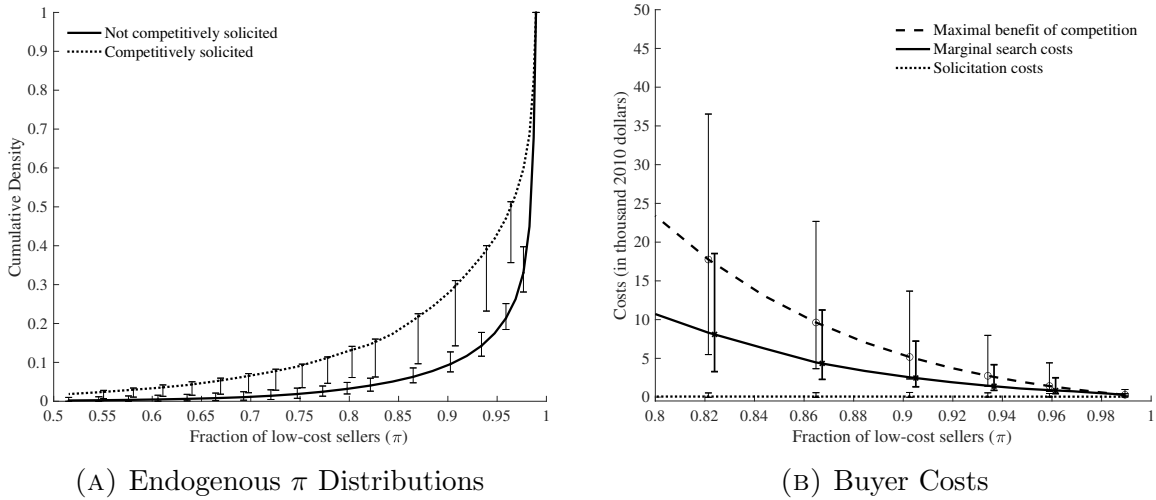 1
0.9
0.8
0.7
0.6
0.5
0.4
0.3
0.2
0.1
0
Cumulative Density
Not competitively solicited
Competitively solicited
0.5 0.55 0.6 0.65 0.7 0.75 0.8 0.85 0.9 0.95 1
Fraction of low-cost sellers (π)
(A) Endogenous π Distributions
50
45
40
35
30
25
20
15
10
5
0
Costs (in thousand 2010 dollars)
Maximal benefit of competition
Marginal search costs
Solicitation costs
0.8 0.82 0.84 0.86 0.88 0.9 0.92 0.94 0.96 0.98 1
Fraction of low-cost sellers (π)
(B) Buyer Costs